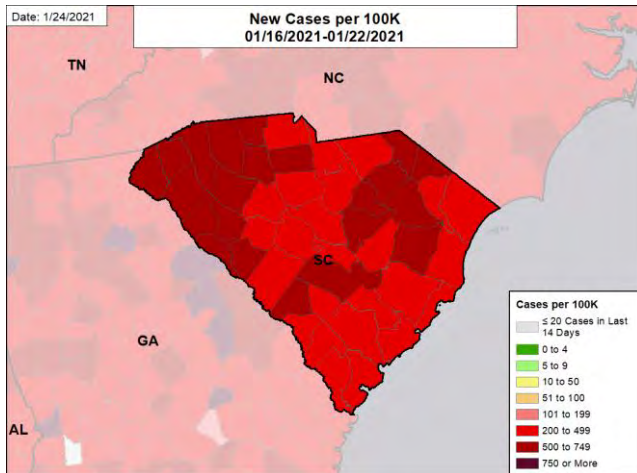 Date: 1/24/2021
New Cases per 100K
01/16/2021-01/22/2021
TN
NC
SC
GA
AL
Cases per 100K
≤ 20 Cases in Last
14 Days
0 to 4
5 to 9
10 to 50
51 to 100
101 to 199
200 to 499
500 to 749
750 or More